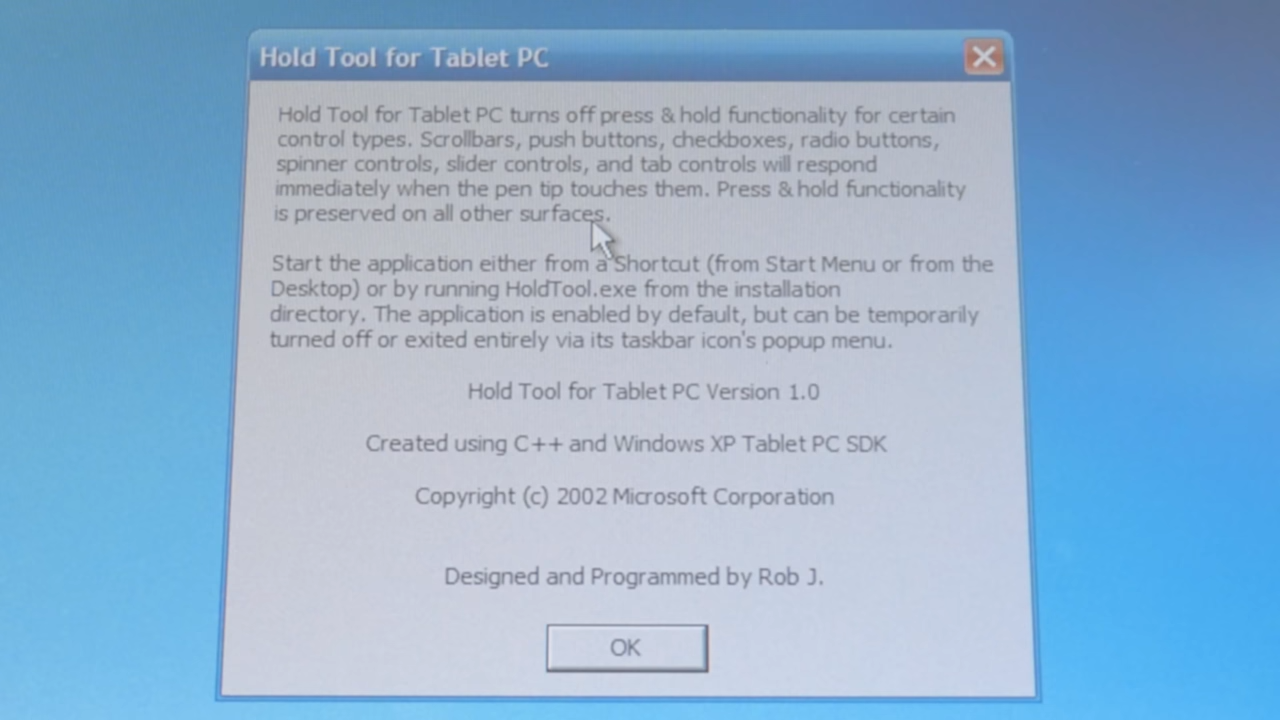 Hold Tool for Tablet PC
Hold Tool for Tablet PC turns off press & hold functionality for certain
control types. Scrollbars, push buttons, checkboxes, radio buttons,
spinner controls, slider controls, and tab controls will respond
immediately when the pen tip touches them. Press & hold functionality
is preserved on all other surfaces.
Start the application either from a Shortcut (from Start Menu or from the
Desktop) or by running HoldTool.exe from the installation
directory. The application is enabled by default, but can be temporarily
turned off or exited entirely via its taskbar icon's popup menu.
Hold Tool for Tablet PC Version 1.0
Created using C++ and Windows XP Tablet PC SDK
Copyright (c) 2002 Microsoft Corporation
Designed and Programmed by Rob J.
OK